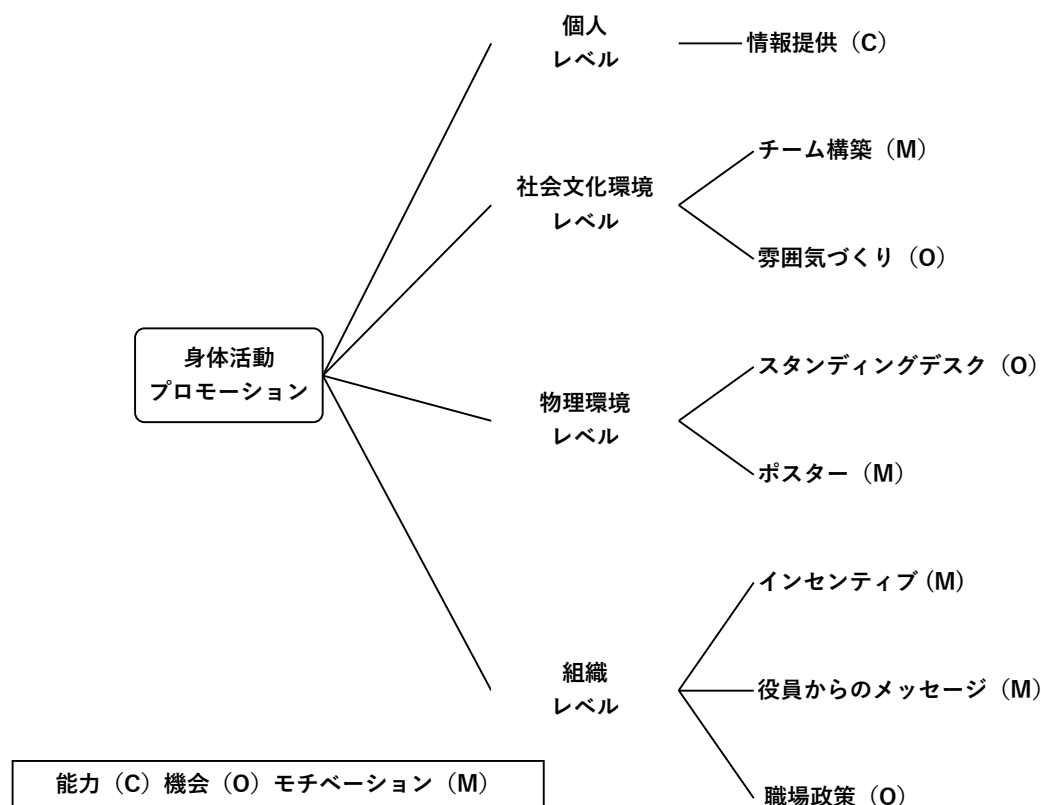 個人
レベル
情報提供（C）
チーム構築（M）
社会文化環境
レベル
雰囲気づくり（O）
身体活動
プロモーション
スタンディングデスク（O）
物理環境
レベル
ポスター（M）
インセンティブ (M）
組織
レベル
役員からのメッセージ（M）
職場政策（O）
能力（C）機会（O）モチベーション（M）